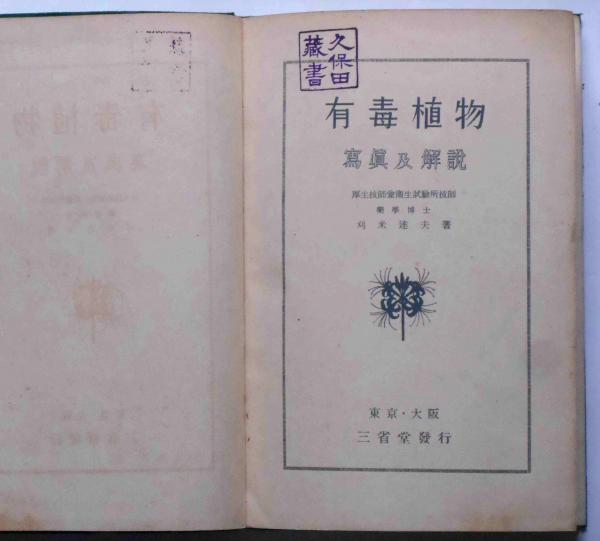 久保田
藏書
有毒植物
寫眞及解說
厚生技師兼衞生試驗所技師
藥學博士
刈米達夫著
東京・大阪
三省堂發行